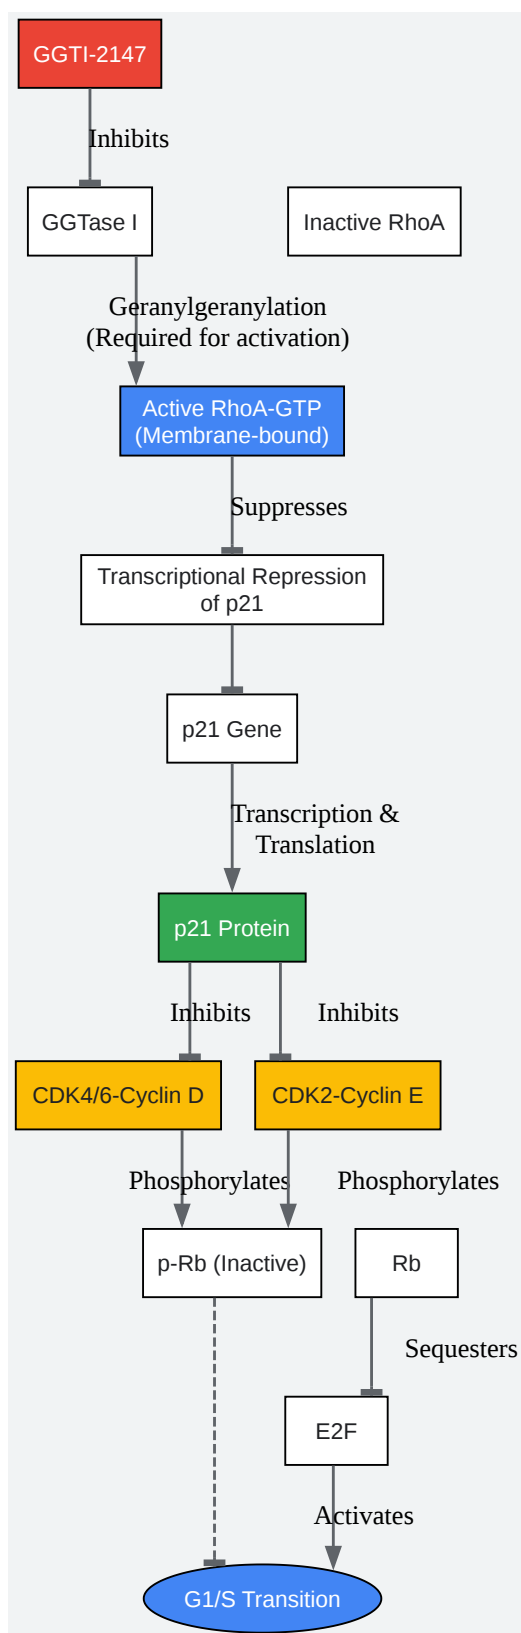 GGTI-2147
Inhibits
GGTase I
Inactive RhoA
Geranylgeranylation
(Required for activation)
Active RhoA-GTP
(Membrane-bound)
Suppresses
Transcriptional Repression
of p21
p21 Gene
Transcription &
Translation
p21 Protein
Inhibits
Inhibits
CDK4/6-Cyclin D
CDK2-Cyclin E
Phosphorylates
Phosphorylates
p-Rb (Inactive)
Rb
Sequesters
E2F
Activates
G1/S Transition